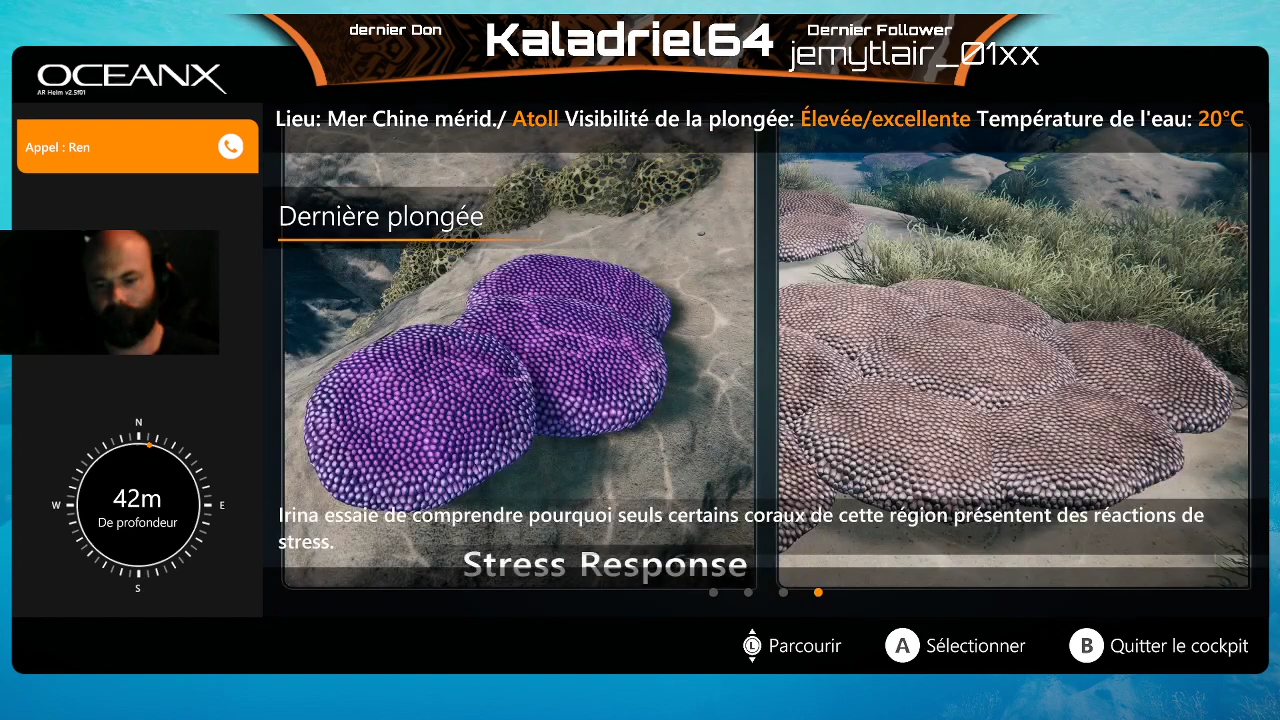 dernier Don
Kaladriel64
Dernier Follower
jemytlair_01xx
OCEANX
AR Helm v2.5f01
Lieu: Mer Chine mérid./ Atoll Visibilité de la plongée: Élevée/excellente Température de l'eau: 20°C
Appel : Ren
Dernière plongée
N
W
E
S
42m
De profondeur
Irina essaie de comprendre pourquoi seuls certains coraux de cette région présentent des réactions de
stress.
Stress Response
L Parcourir
A Sélectionner
B Quitter le cockpit